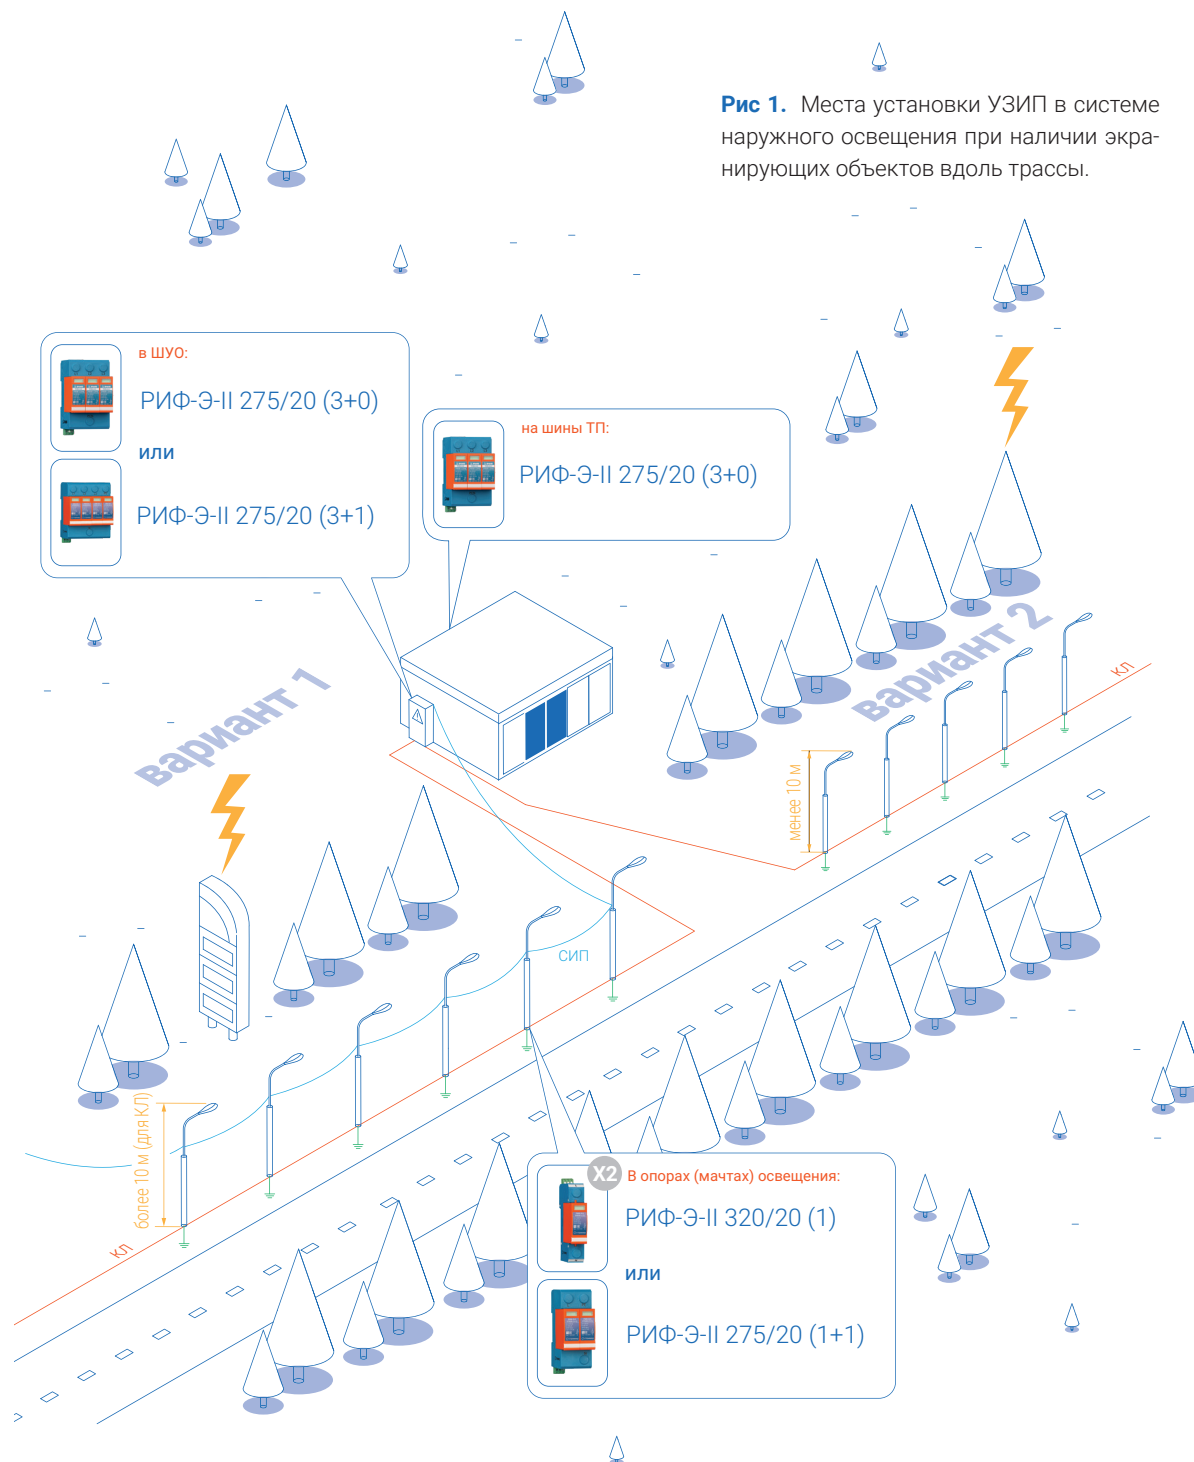 Рис 1. Места установки УЗИП в системе
наружного освещения при наличии экра-
нирующих объектов вдоль трассы.
в ШУО:
РИФ-Э-II 275/20 (3+0)
или
РИФ-Э-II 275/20 (3+1)
на шины ТП:
РИФ-Э-II 275/20 (3+0)
вариант 1
вариант 2
КЛ
менее 10 м
СИП
более 10 м (для КЛ)
КЛ
X2
В опорах (мачтах) освещения:
РИФ-Э-II 320/20 (1)
или
РИФ-Э-II 275/20 (1+1)